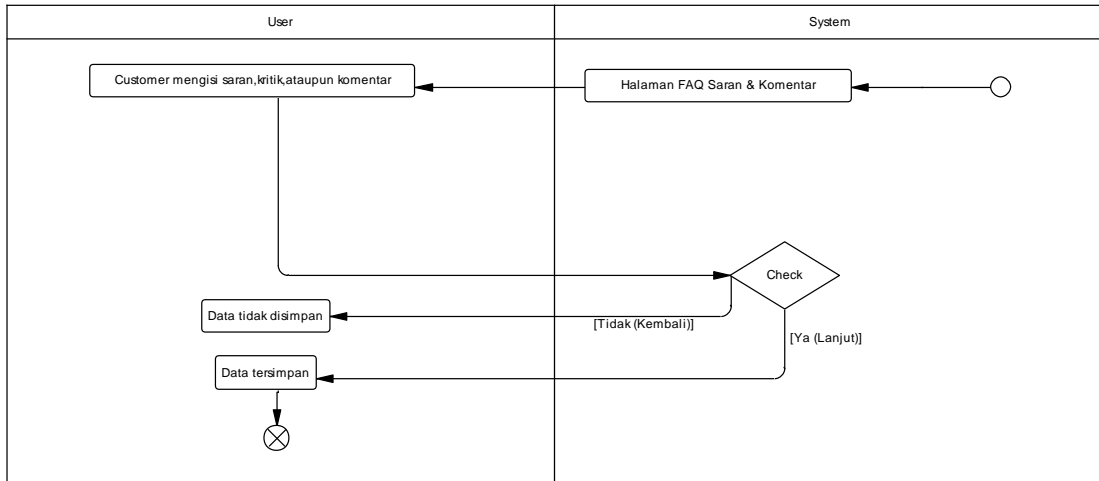 User
System
Customer mengisi saran,kritik,ataupun komentar
Halaman FAQ Saran & Komentar
Check
Data tidak disimpan
[Tidak (Kembali)]
[Ya (Lanjut)]
Data tersimpan